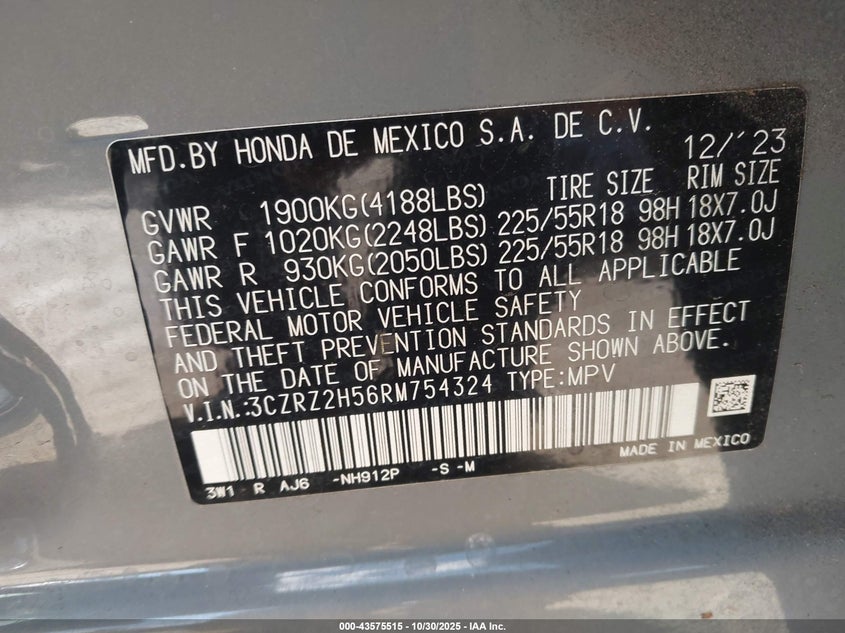 MFD.BY HONDA DE MEXICO S.A. DE C.V. 12/'23
TIRE SIZE RIM SIZE
GVWR 1900KG(4188LBS)
GAWR F 1020KG(2248LBS) 225/55R18 98H 18X7.0J
GAWR R 930KG(2050LBS) 225/55R18 98H 18X7.0J
THIS VEHICLE CONFORMS TO ALL APPLICABLE
FEDERAL MOTOR VEHICLE SAFETY
AND THEFT PREVENTION STANDARDS IN EFFECT
ON THE DATE OF MANUFACTURE SHOWN ABOVE.
V.I.N.:3CZRZ2H56RM754324 TYPE:MPV
MADE IN MEXICO
3W1 R AJ6 -NH912P -S -M
000-43575515 - 10/30/2025 - IAA Inc.